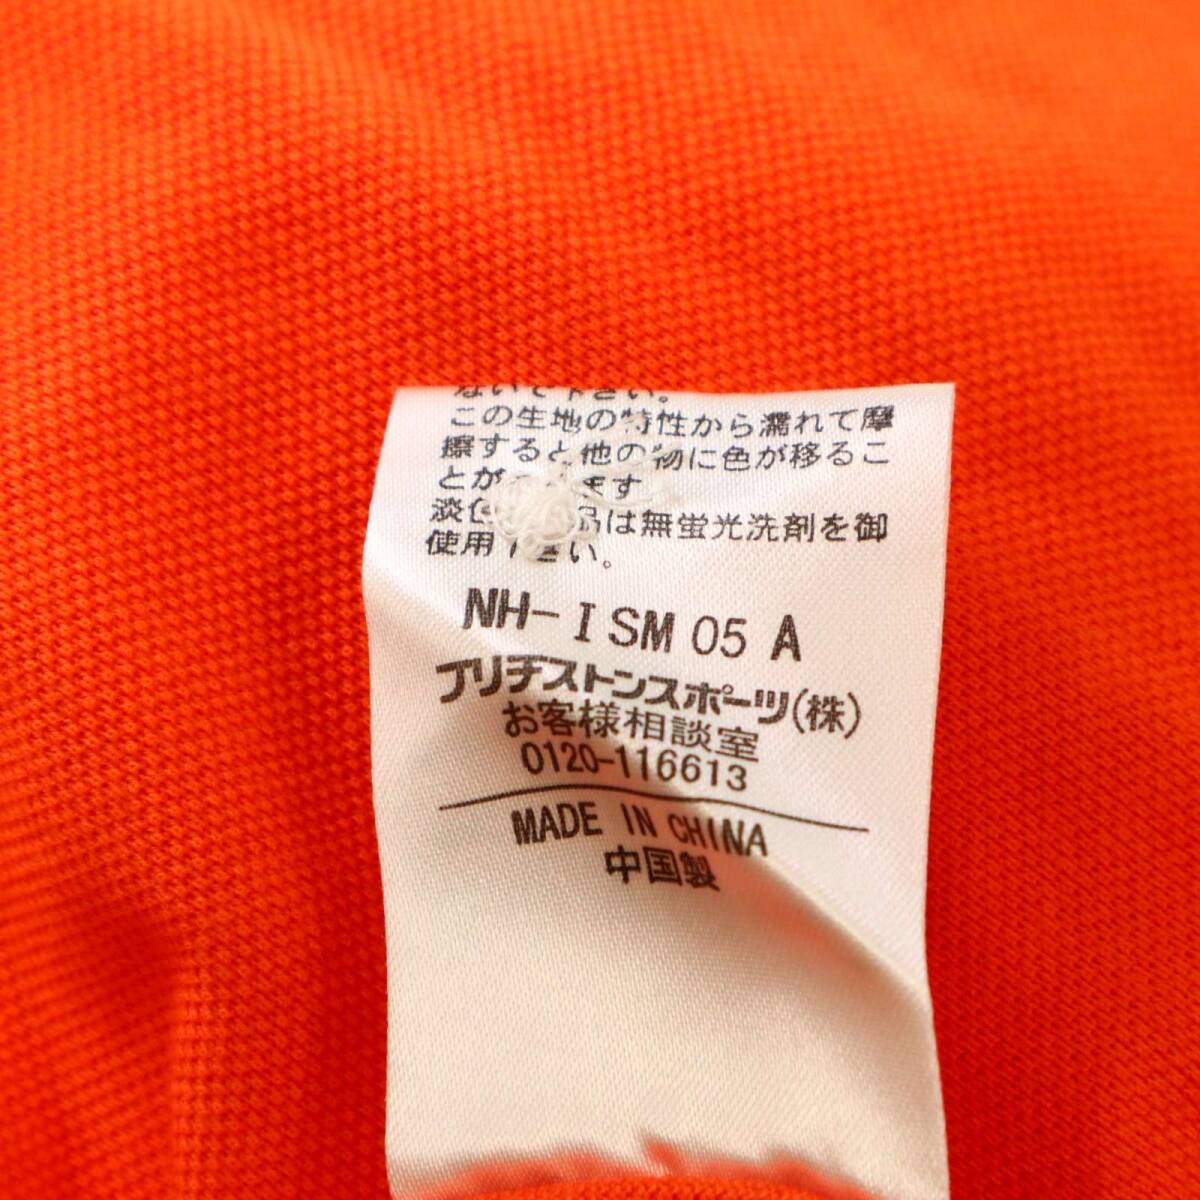 ないで下さい。
この生地の特性から濡れて摩
擦すると他の物に色が移るこ
とが ます
淡色 品は無蛍光洗剤を御
使用下さい。
NH-ISM 05 A
ブリヂストンスポーツ(株)
お客様相談室
0120-116613
MADE IN CHINA
中国製